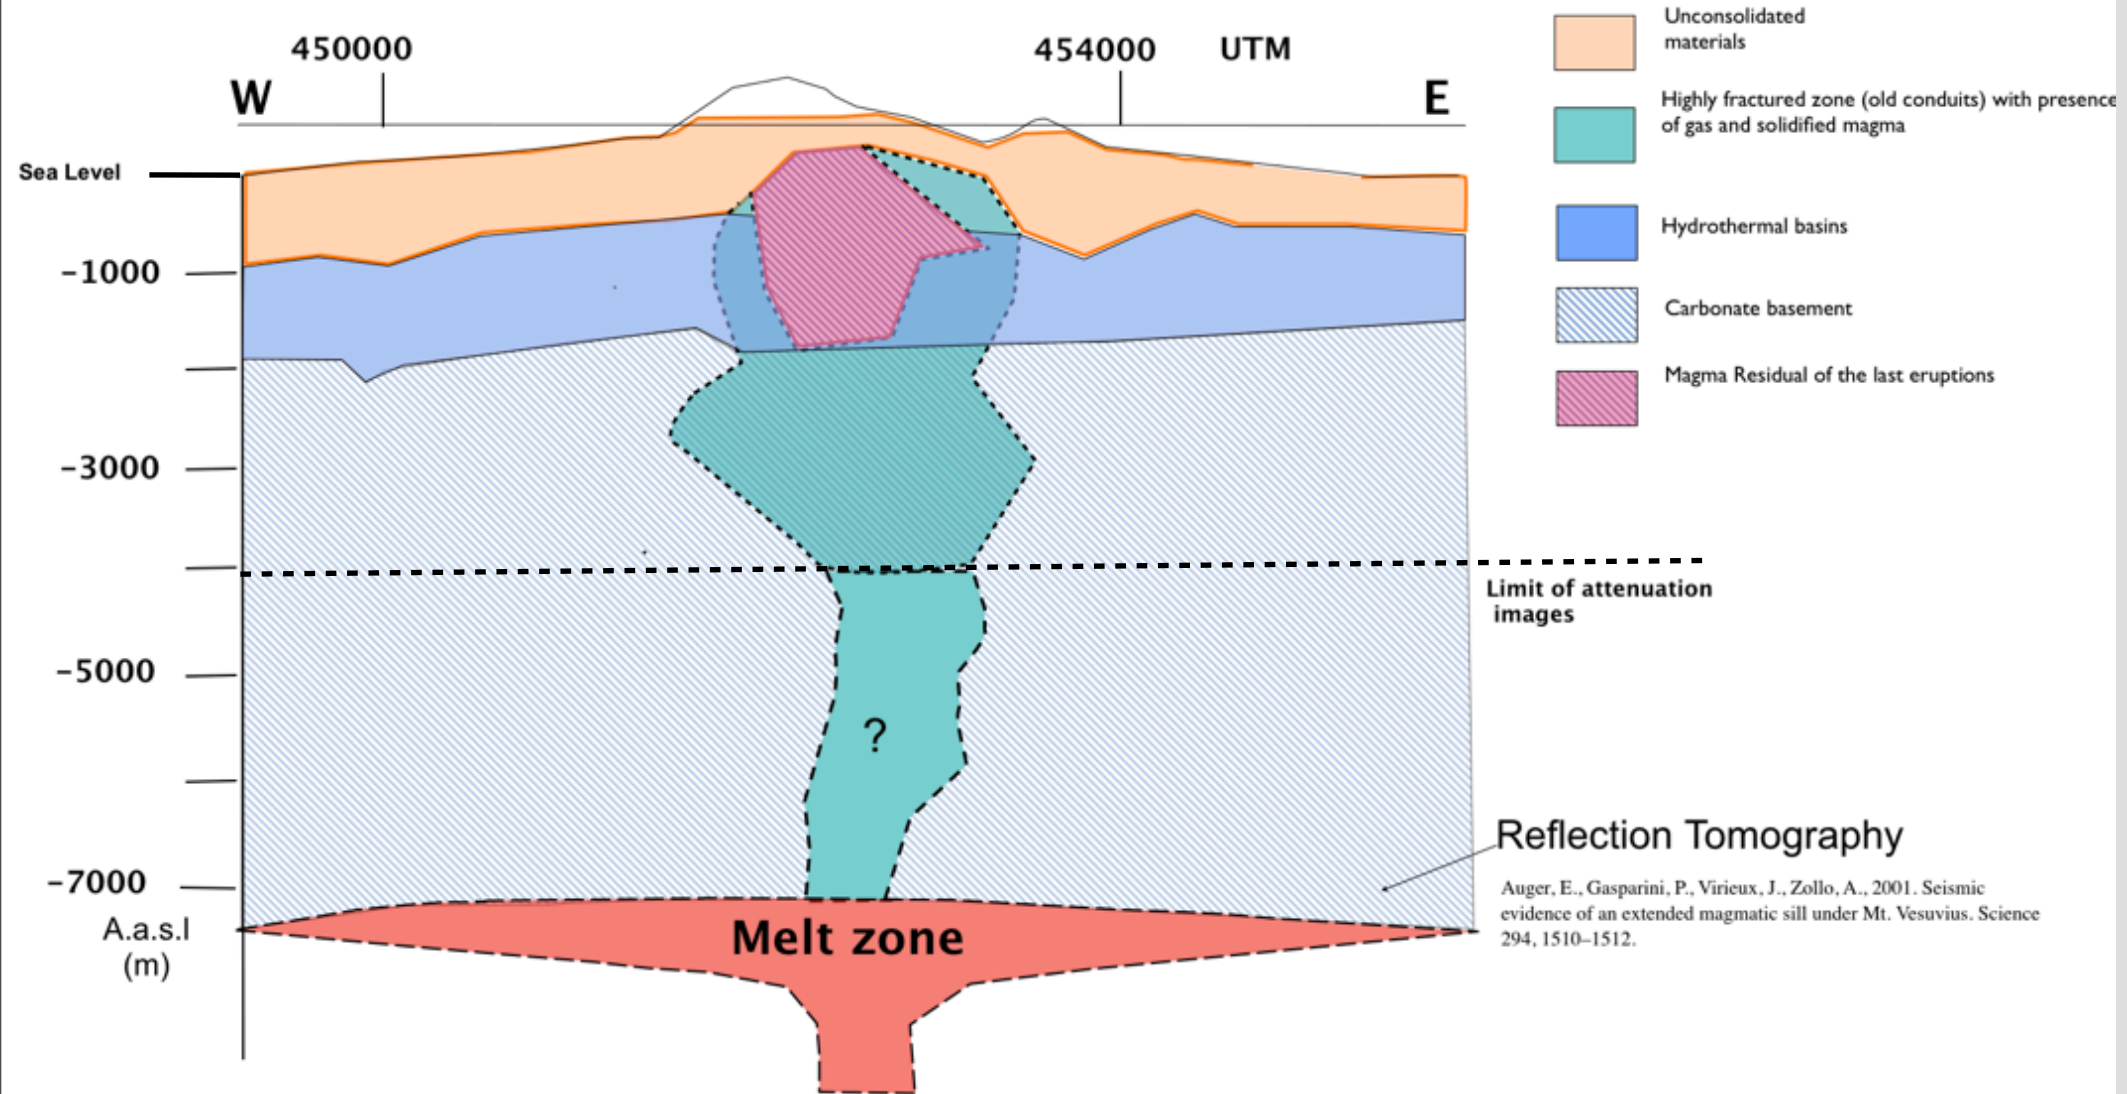 450000
454000 UTM
W
E
Sea Level
-1000
-3000
-5000
-7000
A.a.s.l
(m)
?
Melt zone
Unconsolidated
materials
Highly fractured zone (old conduits) with presence
of gas and solidified magma
Hydrothermal basins
Carbonate basement
Magma Residual of the last eruptions
Limit of attenuation
images
Reflection Tomography
Auger, E., Gasparini, P., Virieux, J., Zollo, A., 2001. Seismic
evidence of an extended magmatic sill under Mt. Vesuvius. Science
294, 1510–1512.